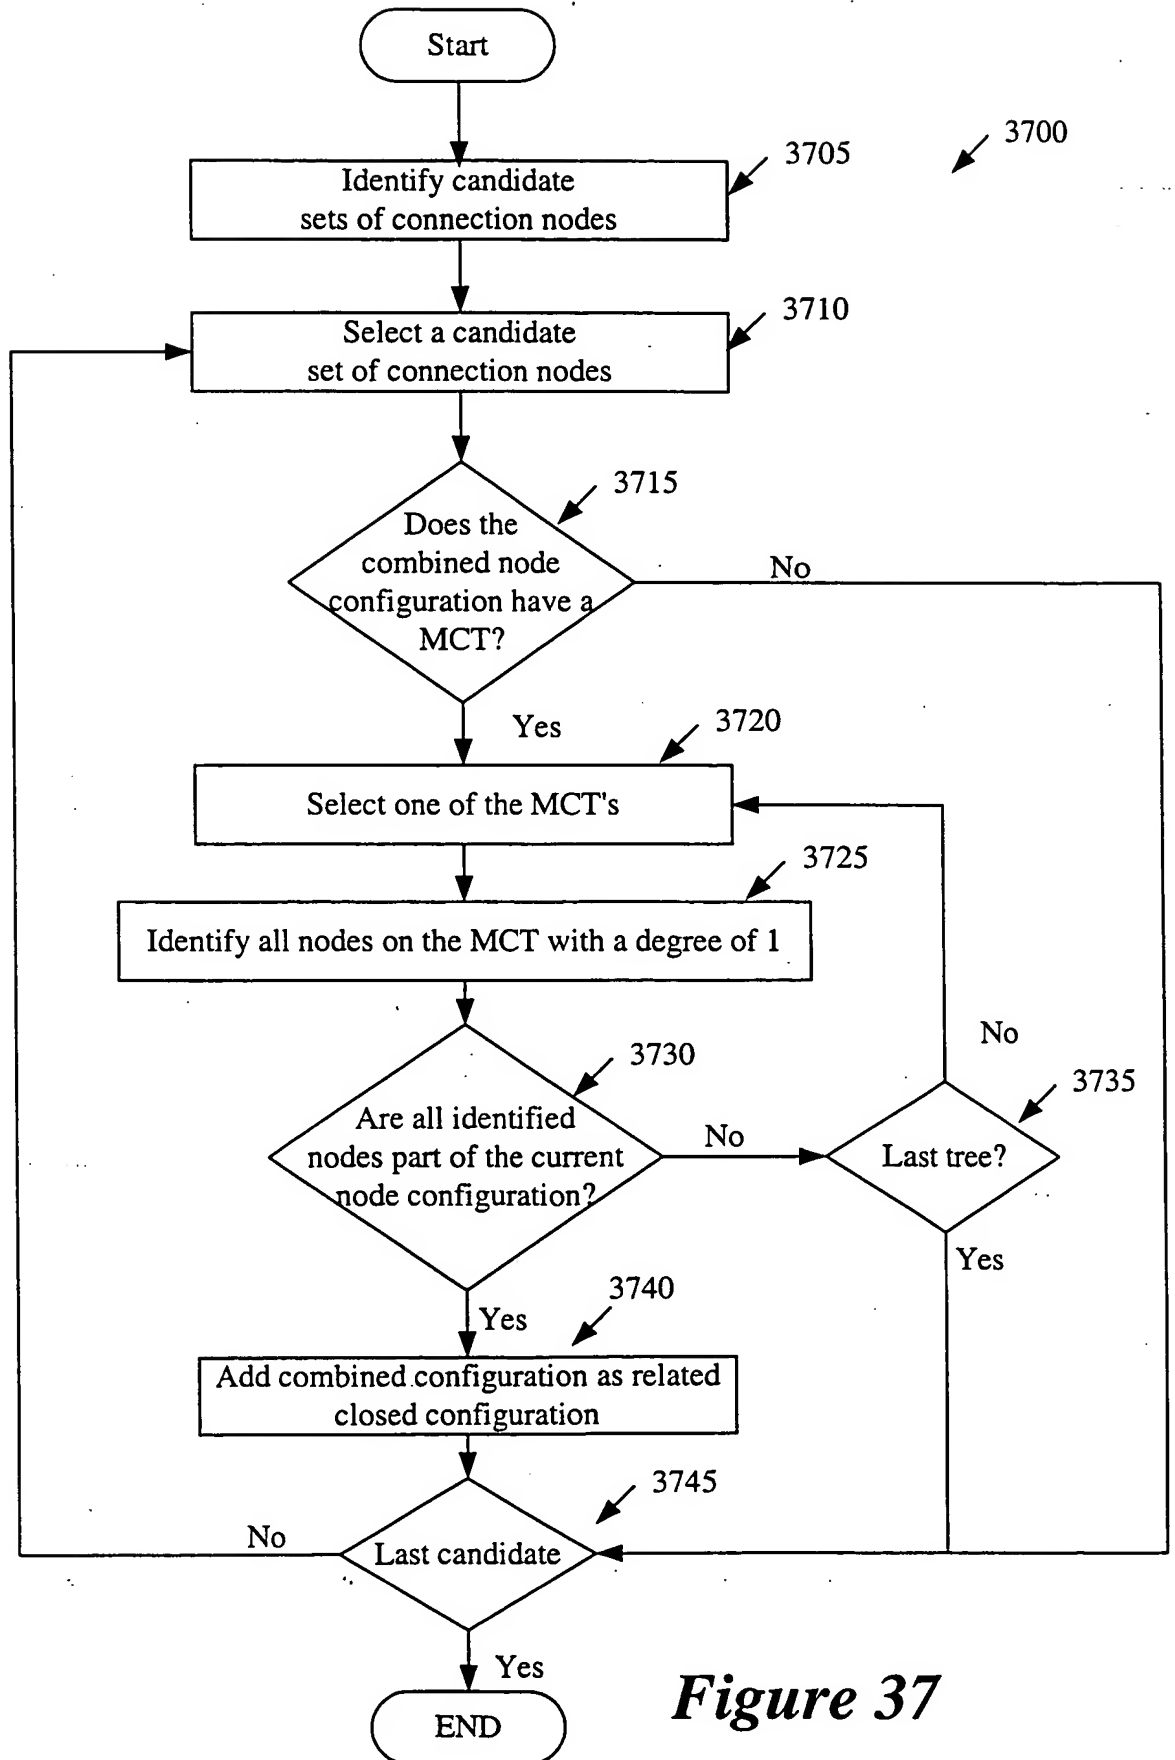 Start
3700
3705
Identify candidate
sets of connection nodes
3710
Select a candidate
set of connection nodes
3715
Does the
combined node
configuration have a
MCT?
No
Yes
3720
Select one of the MCT's
3725
Identify all nodes on the MCT with a degree of 1
No
3730
3735
Are all identified
nodes part of the current
node configuration?
No
Last tree?
Yes
3740
Yes
Add combined configuration as related
closed configuration
3745
No
Last candidate
Yes
END
Figure 37